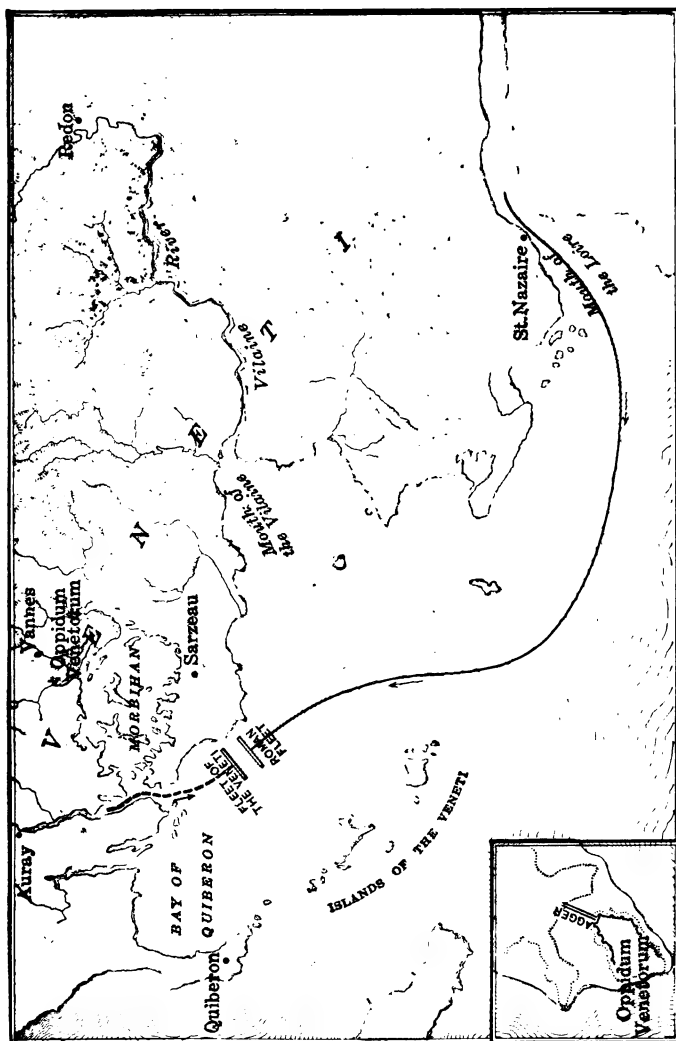 Auray
Vannes
Oppidum
Venetorum
V E N E T I
MORBIHAN
Sarzeau
Redon
Vilaine River
Mouth of
the Vilaine
FLEET OF
THE VENETI
ROMAN
FLEET
BAY OF
QUIBERON
Quiberon
ISLANDS OF THE VENETI
St. Nazaire
Mouth of
the Loire
AGGER
Oppidum
Venetorum